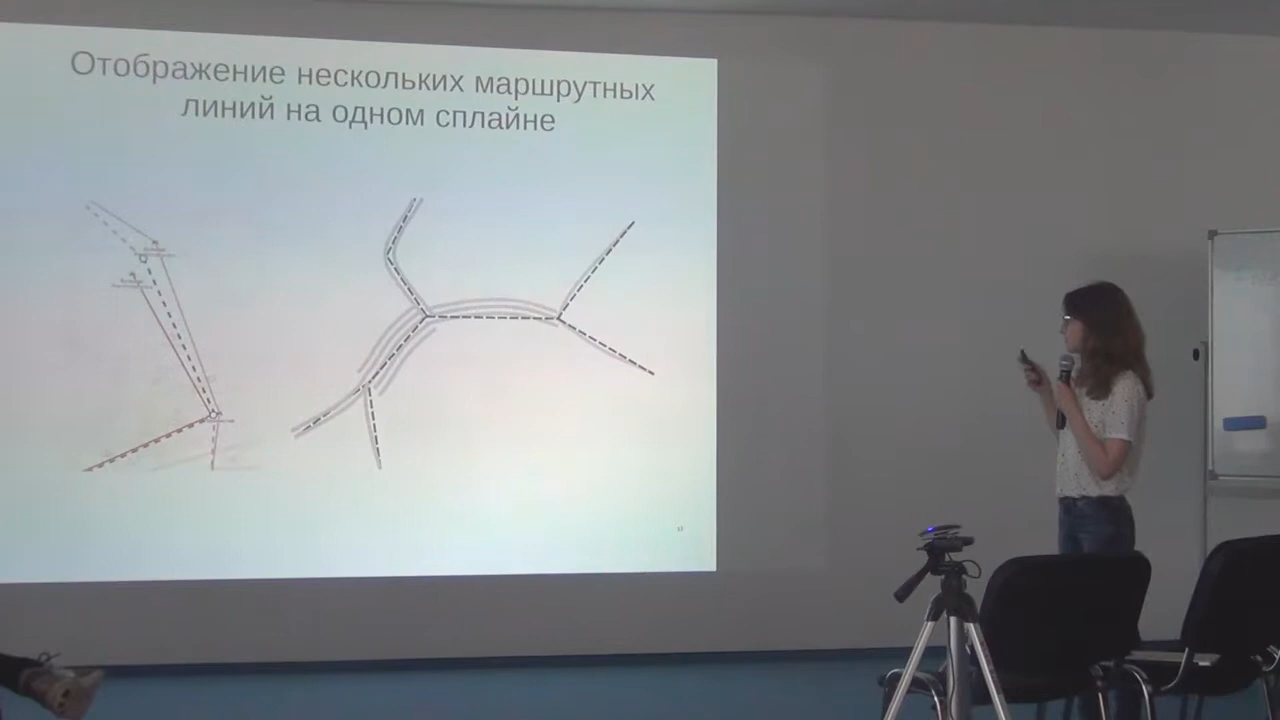 Отображение нескольких маршрутных
линий на одном сплайне